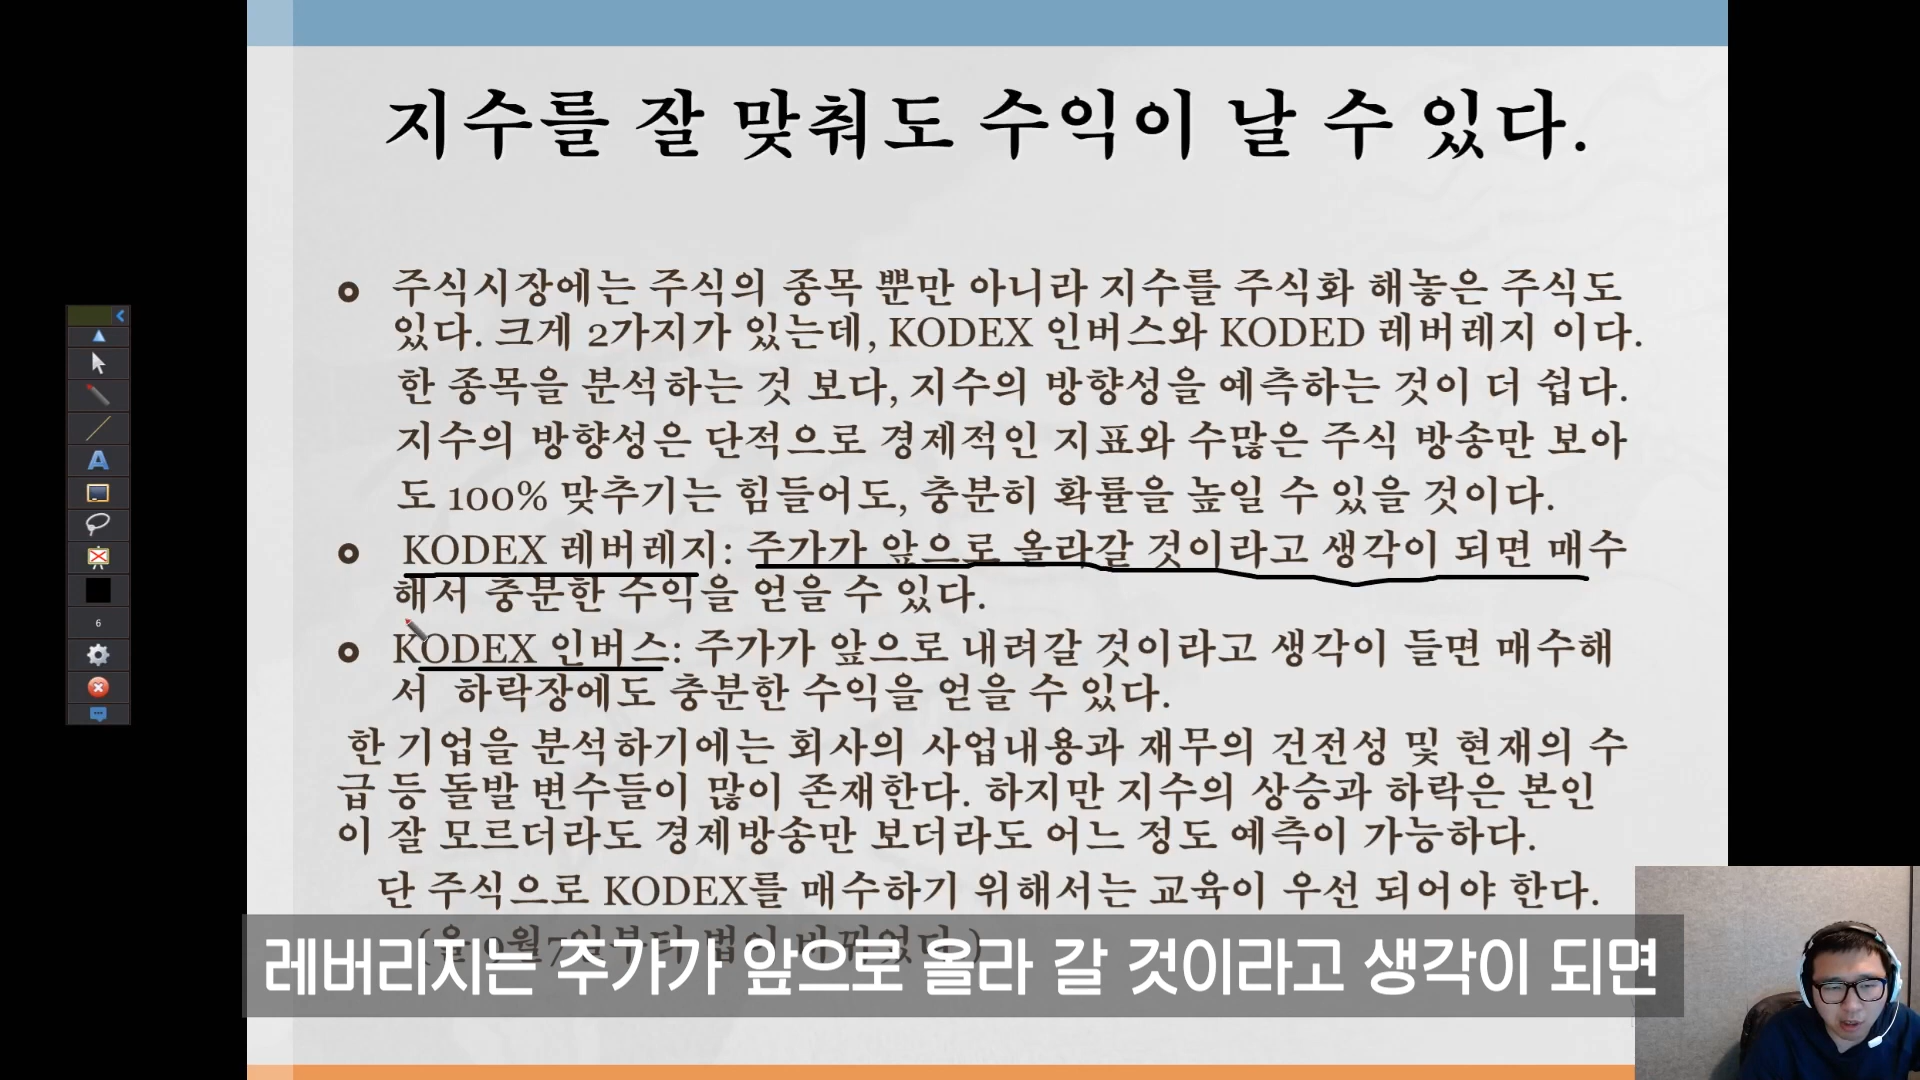 지수를 잘 맞춰도 수익이 날 수 있다.
주식시장에는 주식의 종목 뿐만 아니라 지수를 주식화 해놓은 주식도
있다. 크게 2가지가 있는데, KODEX 인버스와 KODED 레버레지 이다.
한 종목을 분석하는 것 보다, 지수의 방향성을 예측하는 것이 더 쉽다.
지수의 방향성은 단적으로 경제적인 지표와 수많은 주식 방송만 보아
도 100% 맞추기는 힘들어도, 충분히 확률을 높일 수 있을 것이다.
KODEX 레버레지: 주가가 앞으로 올라갈 것이라고 생각이 되면 매수
해서 충분한 수익을 얻을 수 있다.
KODEX 인버스: 주가가 앞으로 내려갈 것이라고 생각이 들면 매수해
서 하락장에도 충분한 수익을 얻을 수 있다.
한 기업을 분석하기에는 회사의 사업내용과 재무의 건전성 및 현재의 수
급 등 돌발 변수들이 많이 존재한다. 하지만 지수의 상승과 하락은 본인
이 잘 모르더라도 경제방송만 보더라도 어느 정도 예측이 가능하다.
단 주식으로 KODEX를 매수하기 위해서는 교육이 우선 되어야 한다.
레버리지는 주가가 앞으로 올라 갈 것이라고 생각이 되면
A
6